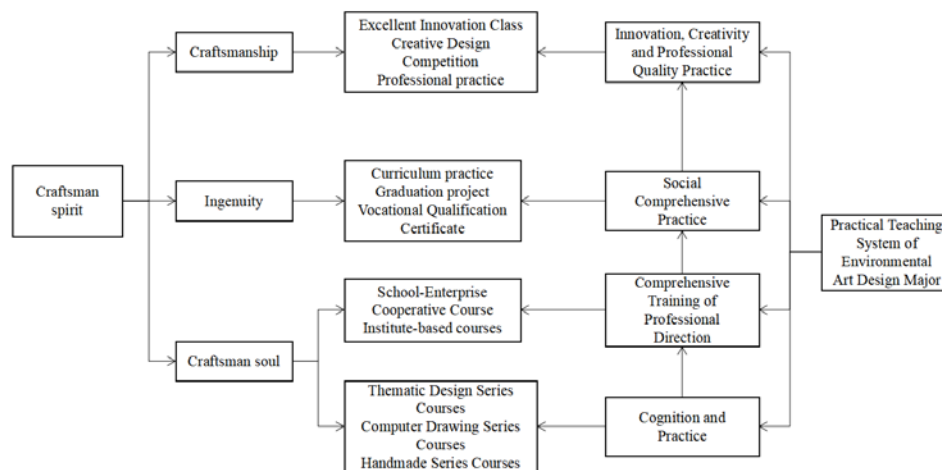 Craftsman
spirit
Craftsmanship
Ingenuity
Craftsman soul
Excellent Innovation Class
Creative Design
Competition
Professional practice
Curriculum practice
Graduation project
Vocational Qualification
Certificate
School-Enterprise
Cooperative Course
Institute-based courses
Thematic Design Series
Courses
Computer Drawing Series
Courses
Handmade Series Courses
Innovation, Creativity
and Professional
Quality Practice
Social
Comprehensive
Practice
Comprehensive
Training of
Professional
Direction
Cognition and
Practice
Practical Teaching
System of
Environmental
Art Design Major